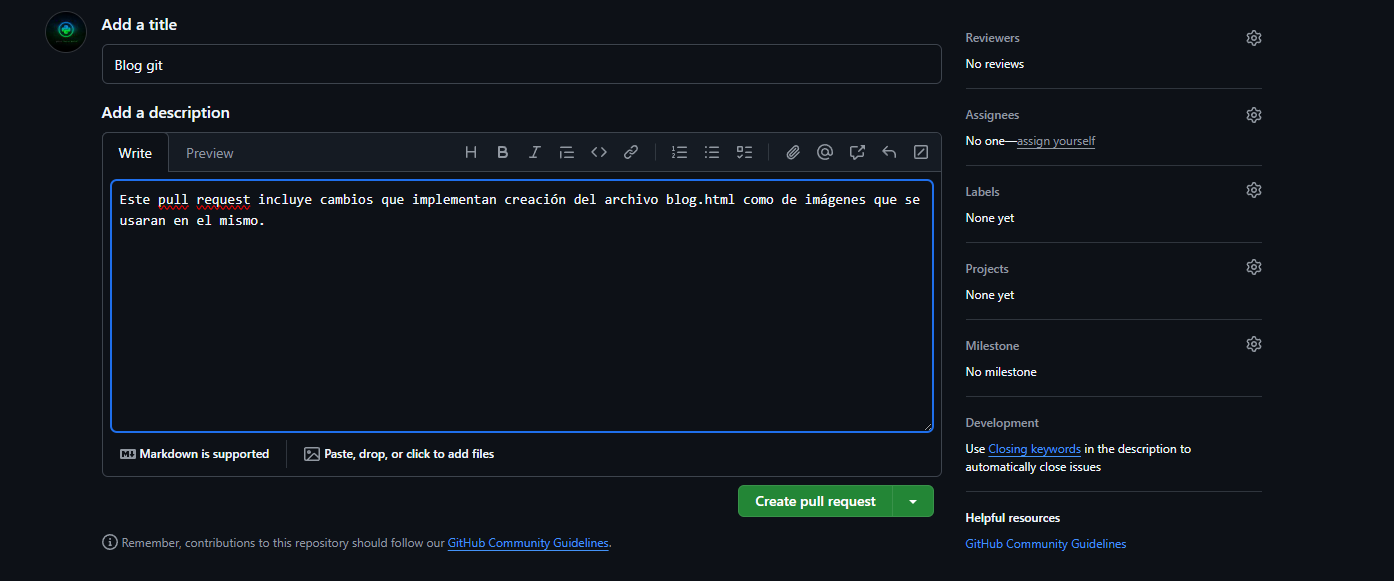 Add a title
Blog git
Add a description
Write
Preview
Este pull request incluye cambios que implementan creación del archivo blog.html como de imágenes que se
usaran en el mismo.
Markdown is supported
Paste, drop, or click to add files
Create pull request
Remember, contributions to this repository should follow our GitHub Community Guidelines.
Reviewers
No reviews
Assignees
No one—assign yourself
Labels
None yet
Projects
None yet
Milestone
No milestone
Development
Use Closing keywords in the description to
automatically close issues
Helpful resources
GitHub Community Guidelines